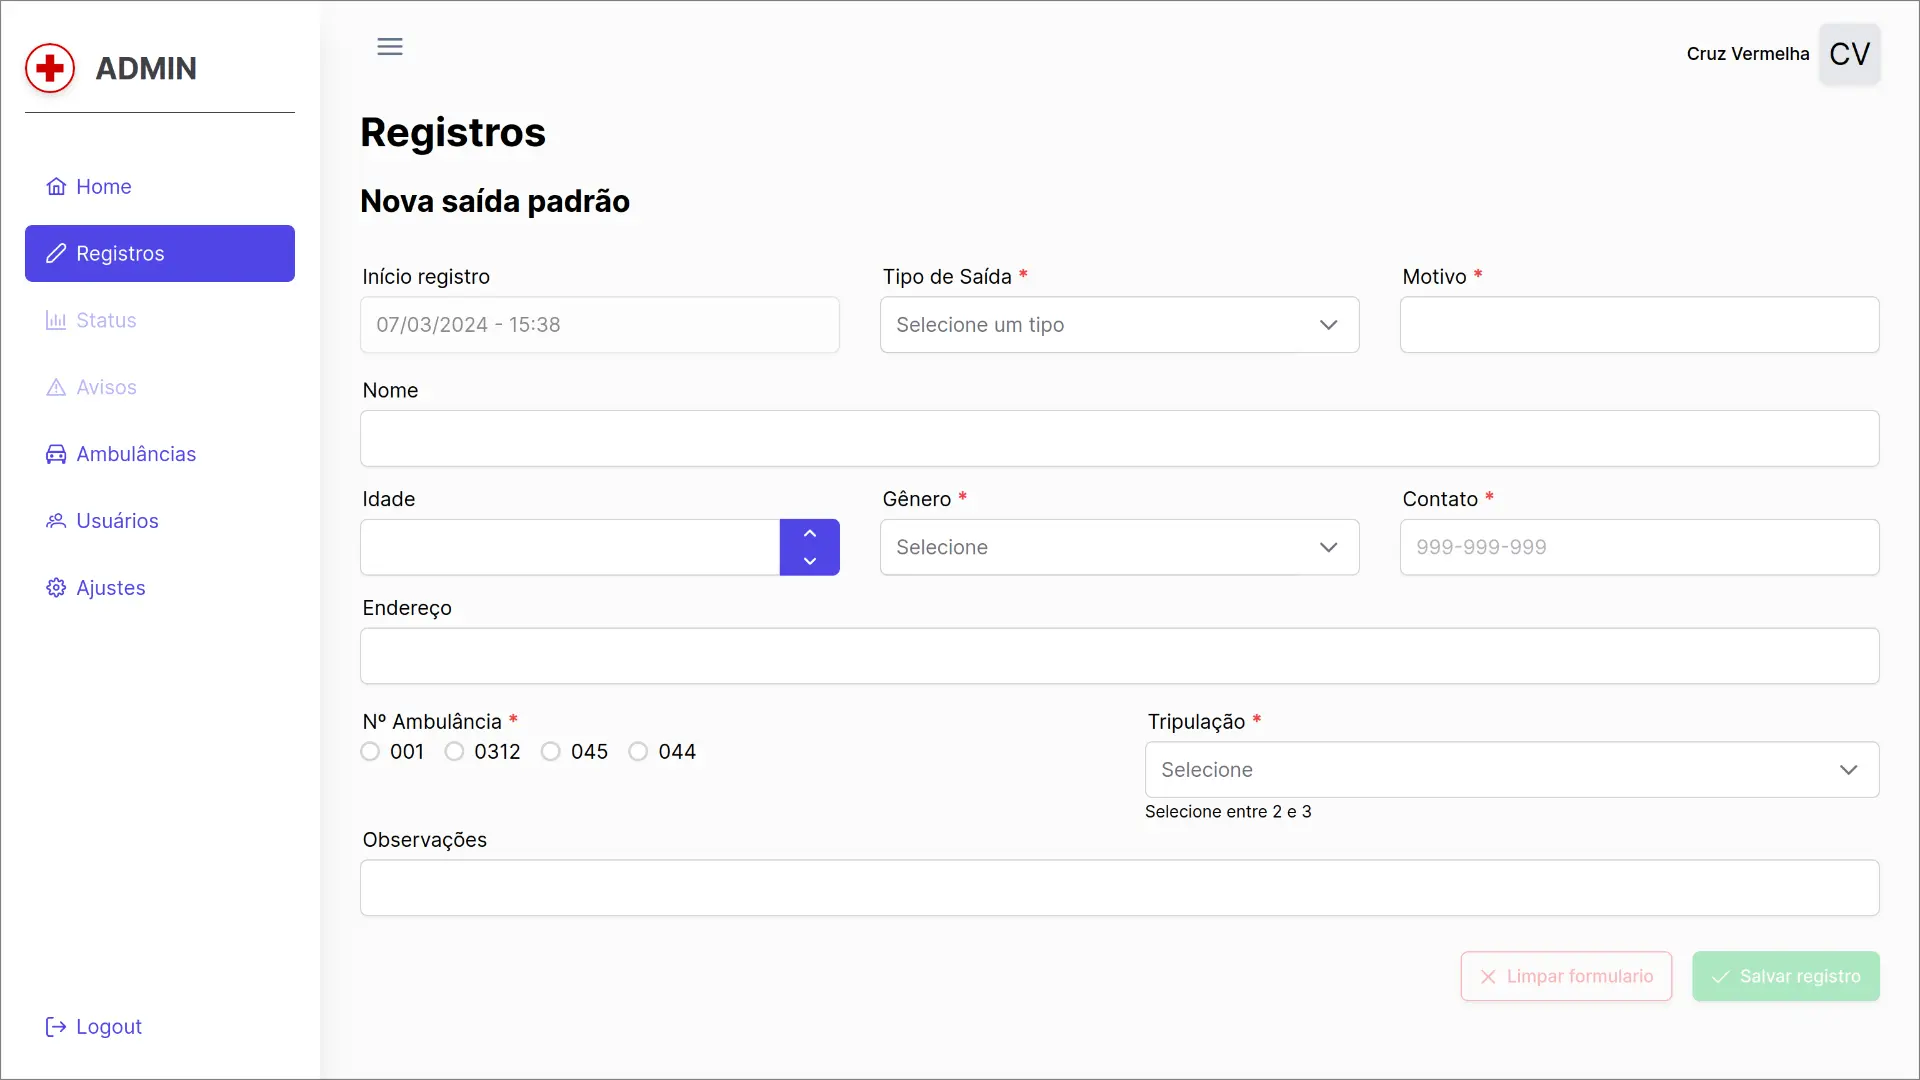 ADMIN
Cruz Vermelha CV
Home
Registros
Status
Avisos
Ambulâncias
Usuários
Ajustes
Logout
Registros
Nova saída padrão
Início registro
07/03/2024 - 15:38
Tipo de Saída *
Selecione um tipo
Motivo *
Nome
Idade
Gênero *
Selecione
Contato *
999-999-999
Endereço
Nº Ambulância *
001 0312 045 044
Tripulação *
Selecione
Selecione entre 2 e 3
Observações
Limpar formulario
Salvar registro